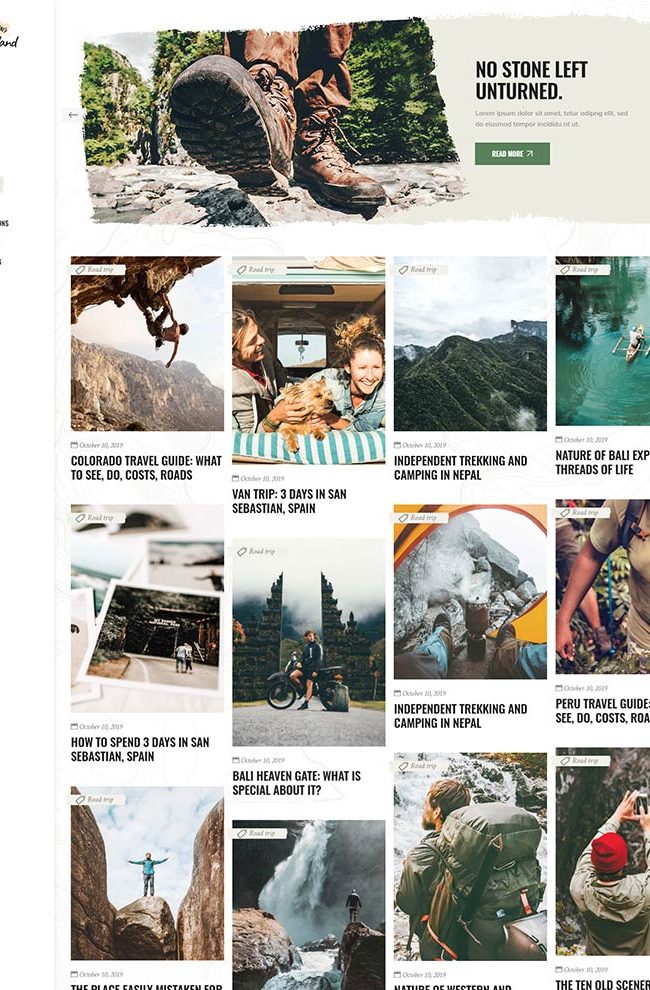 land
NO STONE LEFT
UNTURNED.
Lorem ipsum dolor sit amet, tetur adipng elit, sed
do eiusmod tempor incididu nt ut.
READ MORE
ONS
Road trip
Road trip
Road trip
Road trip
October 10, 2019
COLORADO TRAVEL GUIDE: WHAT
TO SEE, DO, COSTS, ROADS
October 10, 2019
VAN TRIP: 3 DAYS IN SAN
SEBASTIAN, SPAIN
October 10, 2019
INDEPENDENT TREKKING AND
CAMPING IN NEPAL
October 10, 2019
NATURE OF BALI EXP
THREADS OF LIFE
Road trip
October 10, 2019
HOW TO SPEND 3 DAYS IN SAN
SEBASTIAN, SPAIN
Road trip
October 10, 2019
BALI HEAVEN GATE: WHAT IS
SPECIAL ABOUT IT?
Road trip
October 10, 2019
INDEPENDENT TREKKING AND
CAMPING IN NEPAL
Road trip
October 10, 2019
PERU TRAVEL GUIDE:
SEE, DO, COSTS, ROA
Road trip
October 10, 2019
THE PLACE EASILY MISTAKEN FOR
Road trip
Road trip
October 10, 2019
NATURE OF WESTERN AND
Road trip
October 10, 2019
THE TEN OLD SCENER